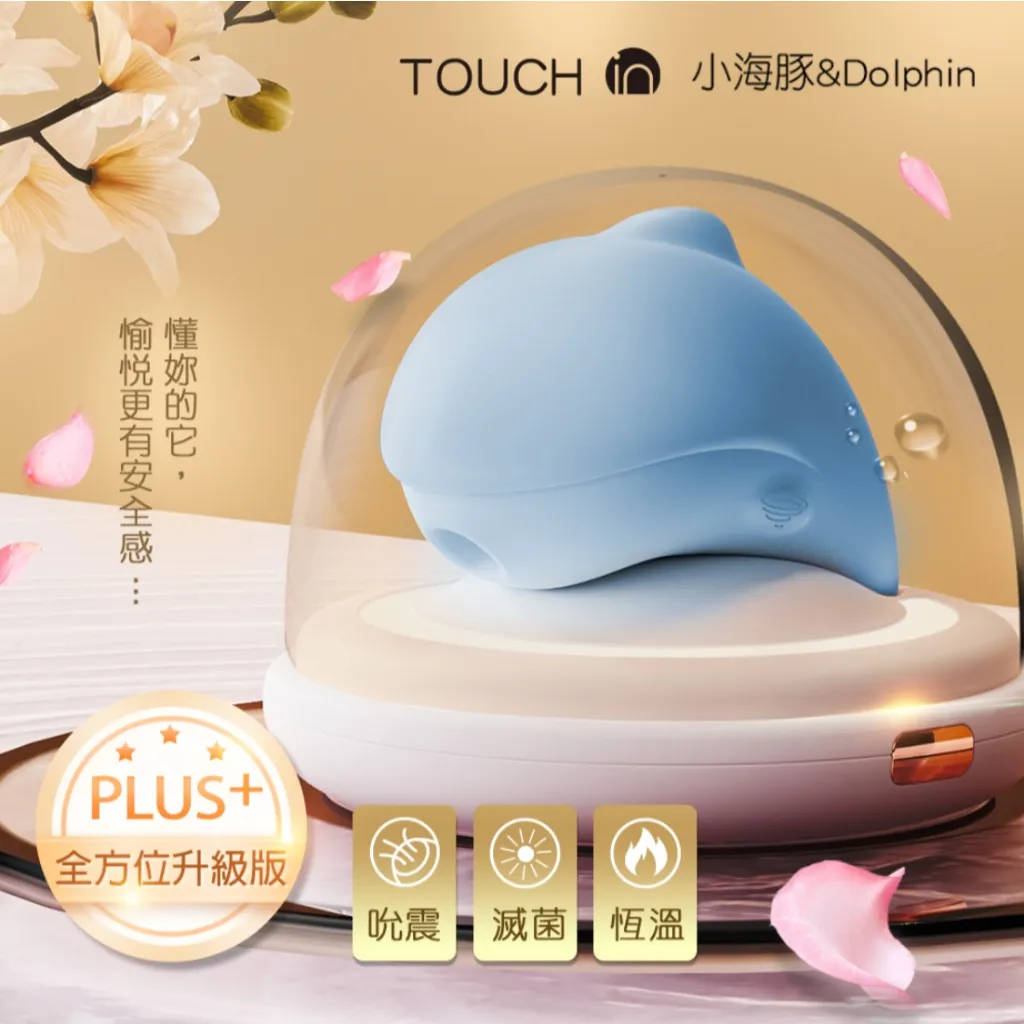 TOUCH in 小海豚&Dolphin
懂妳的它，
愉悅更有安全感…
PLUS+
全方位升級版
吮震
滅菌
恆溫